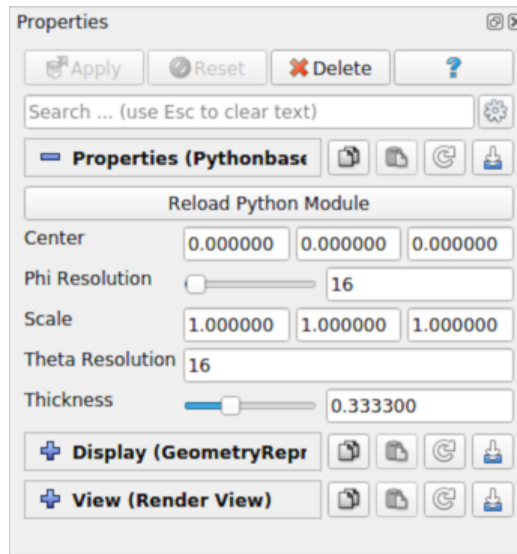 Properties
Apply Reset Delete ?
Search ... (use Esc to clear text)
Properties (Pythonbase
Reload Python Module
Center 0.000000 0.000000 0.000000
Phi Resolution 16
Scale 1.000000 1.000000 1.000000
Theta Resolution 16
Thickness 0.333300
Display (GeometryRepr
View (Render View)